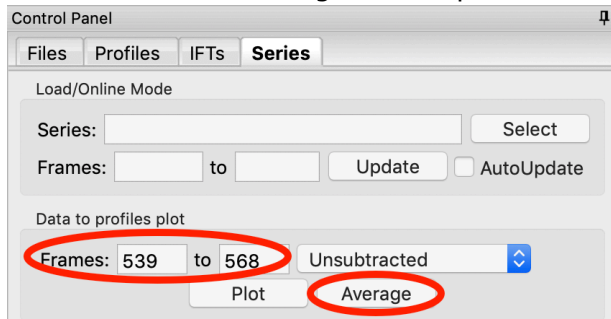 Control Panel
Files Profiles IFTs Series
Load/Online Mode
Series: Select
Frames: to Update AutoUpdate
Data to profiles plot
Frames: 539 to 568 Unsubtracted
Plot Average